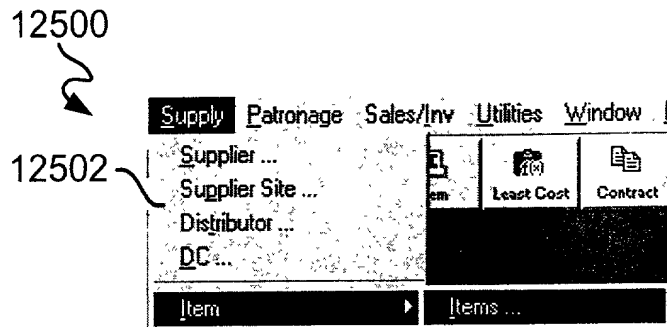 12500
Supply Patronage Sales/Inv Utilities Window
12502
Supplier ...
Supplier Site ...
Distributor ...
DC ...
Least Cost Contract
Item Items ...